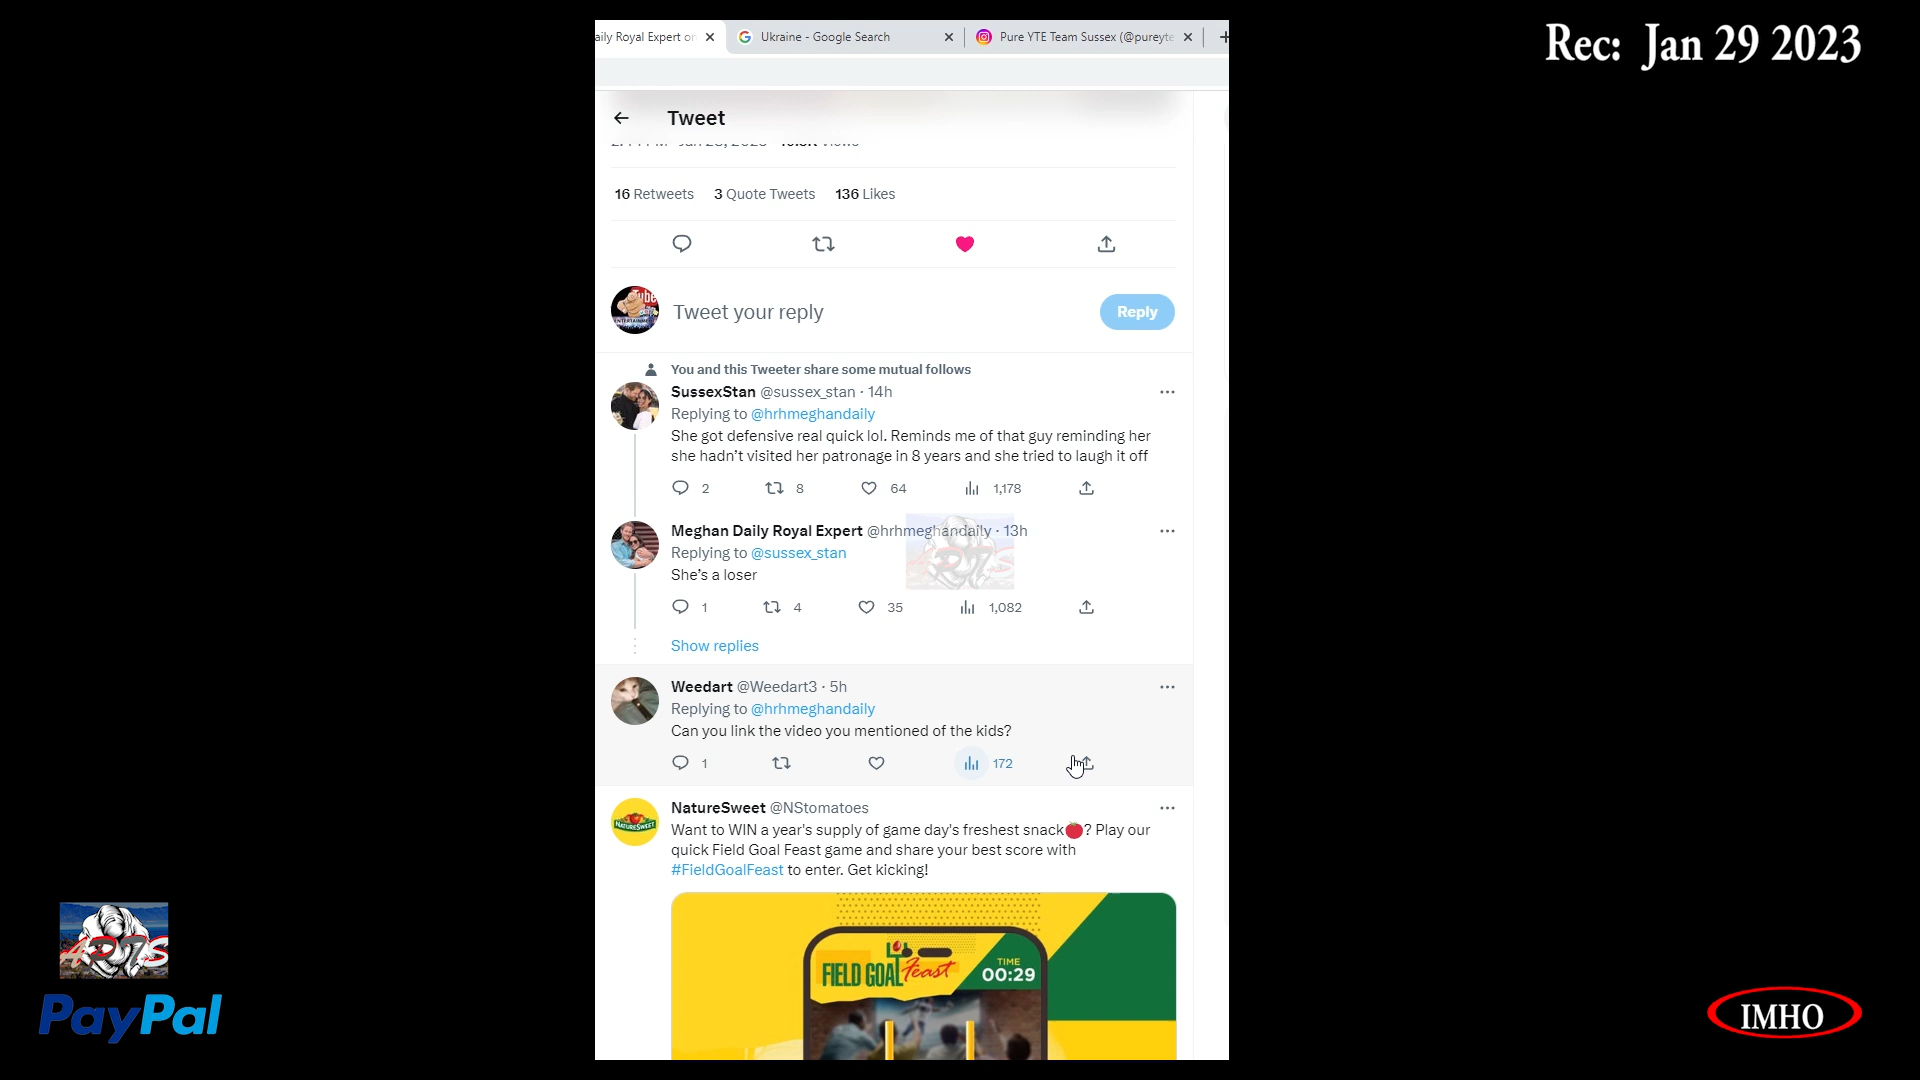 Rec: Jan 29 2023
aily Royal Expert on
Ukraine - Google Search
Pure YTE Team Sussex (@pureyte
Tweet
16 Retweets 3 Quote Tweets 136 Likes
Tweet your reply
Reply
You and this Tweeter share some mutual follows
SussexStan @sussex_stan · 14h
Replying to @hrhmeghandaily
She got defensive real quick lol. Reminds me of that guy reminding her
she hadn't visited her patronage in 8 years and she tried to laugh it off
2 8 64 1,178
Meghan Daily Royal Expert @hrhmeghandaily · 13h
Replying to @sussex_stan
She's a loser
1 4 35 1,082
Show replies
Weedart @Weedart3 · 5h
Replying to @hrhmeghandaily
Can you link the video you mentioned of the kids?
1 172
NatureSweet @NStomatoes
NATURESWEET
Want to WIN a year's supply of game day's freshest snack🍅? Play our
quick Field Goal Feast game and share your best score with
#FieldGoalFeast to enter. Get kicking!
FIELD GOAL Feast
TIME
00:29
PayPal
IMHO